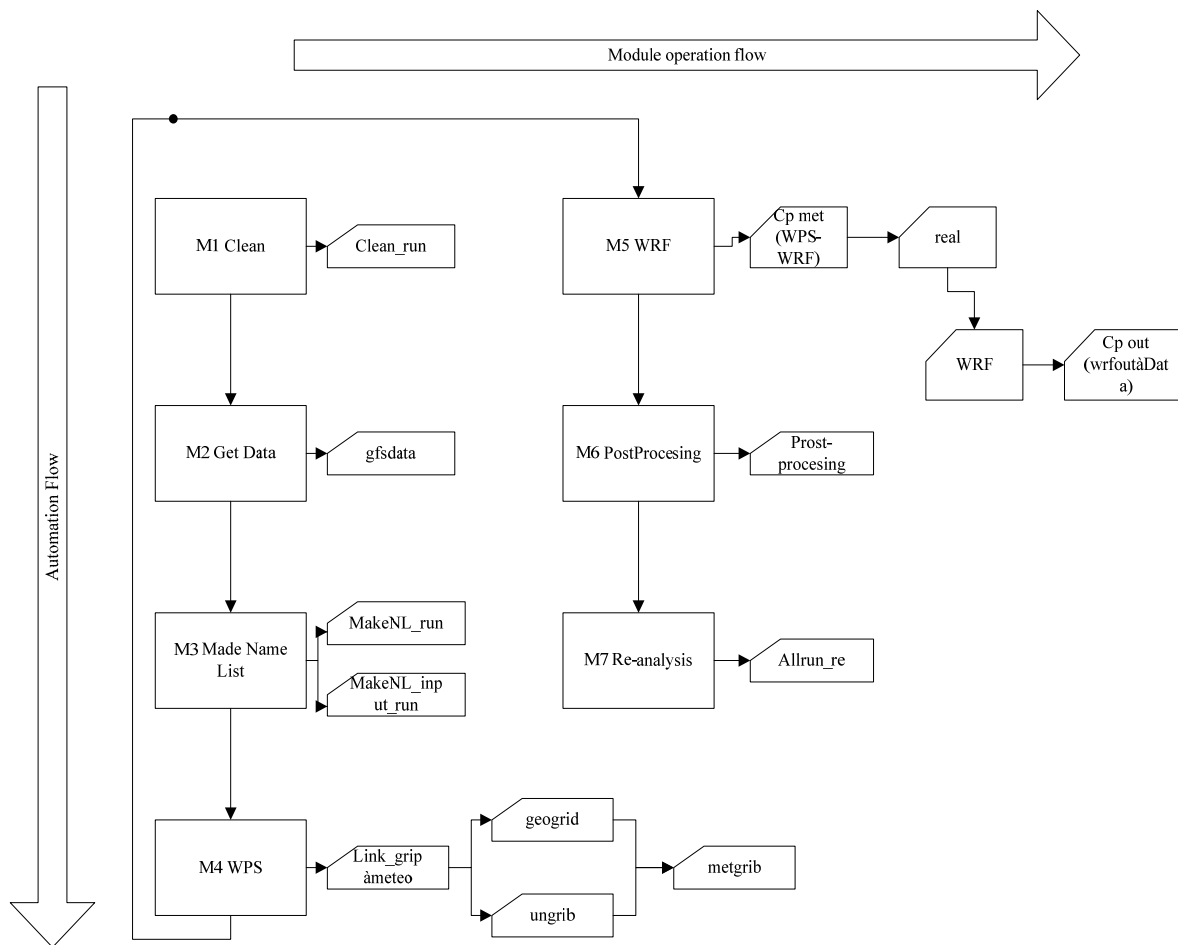 Module operation flow
Automation Flow
M1 Clean
Clean_run
M5 WRF
Cp met
(WPS-
WRF)
real
WRF
Cp out
(wrfoutàDat
a)
M2 Get Data
gfsdata
M6 PostProcesing
Prost-
procesing
M3 Made Name
List
MakeNL_run
MakeNL_inp
ut_run
M7 Re-analysis
Allrun_re
M4 WPS
Link_grip
àmeteo
geogrid
ungrib
metgrib